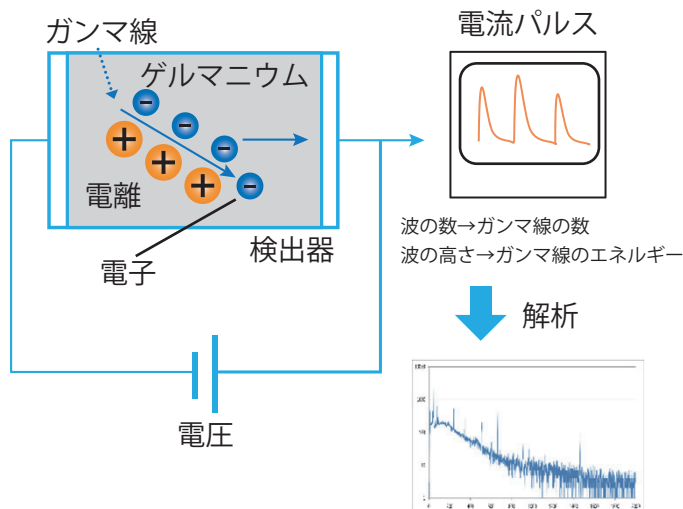 ガンマ線
ゲルマニウム
電離
電子
検出器
電圧
電流パルス
波の数→ガンマ線の数
波の高さ→ガンマ線のエネルギー
解析